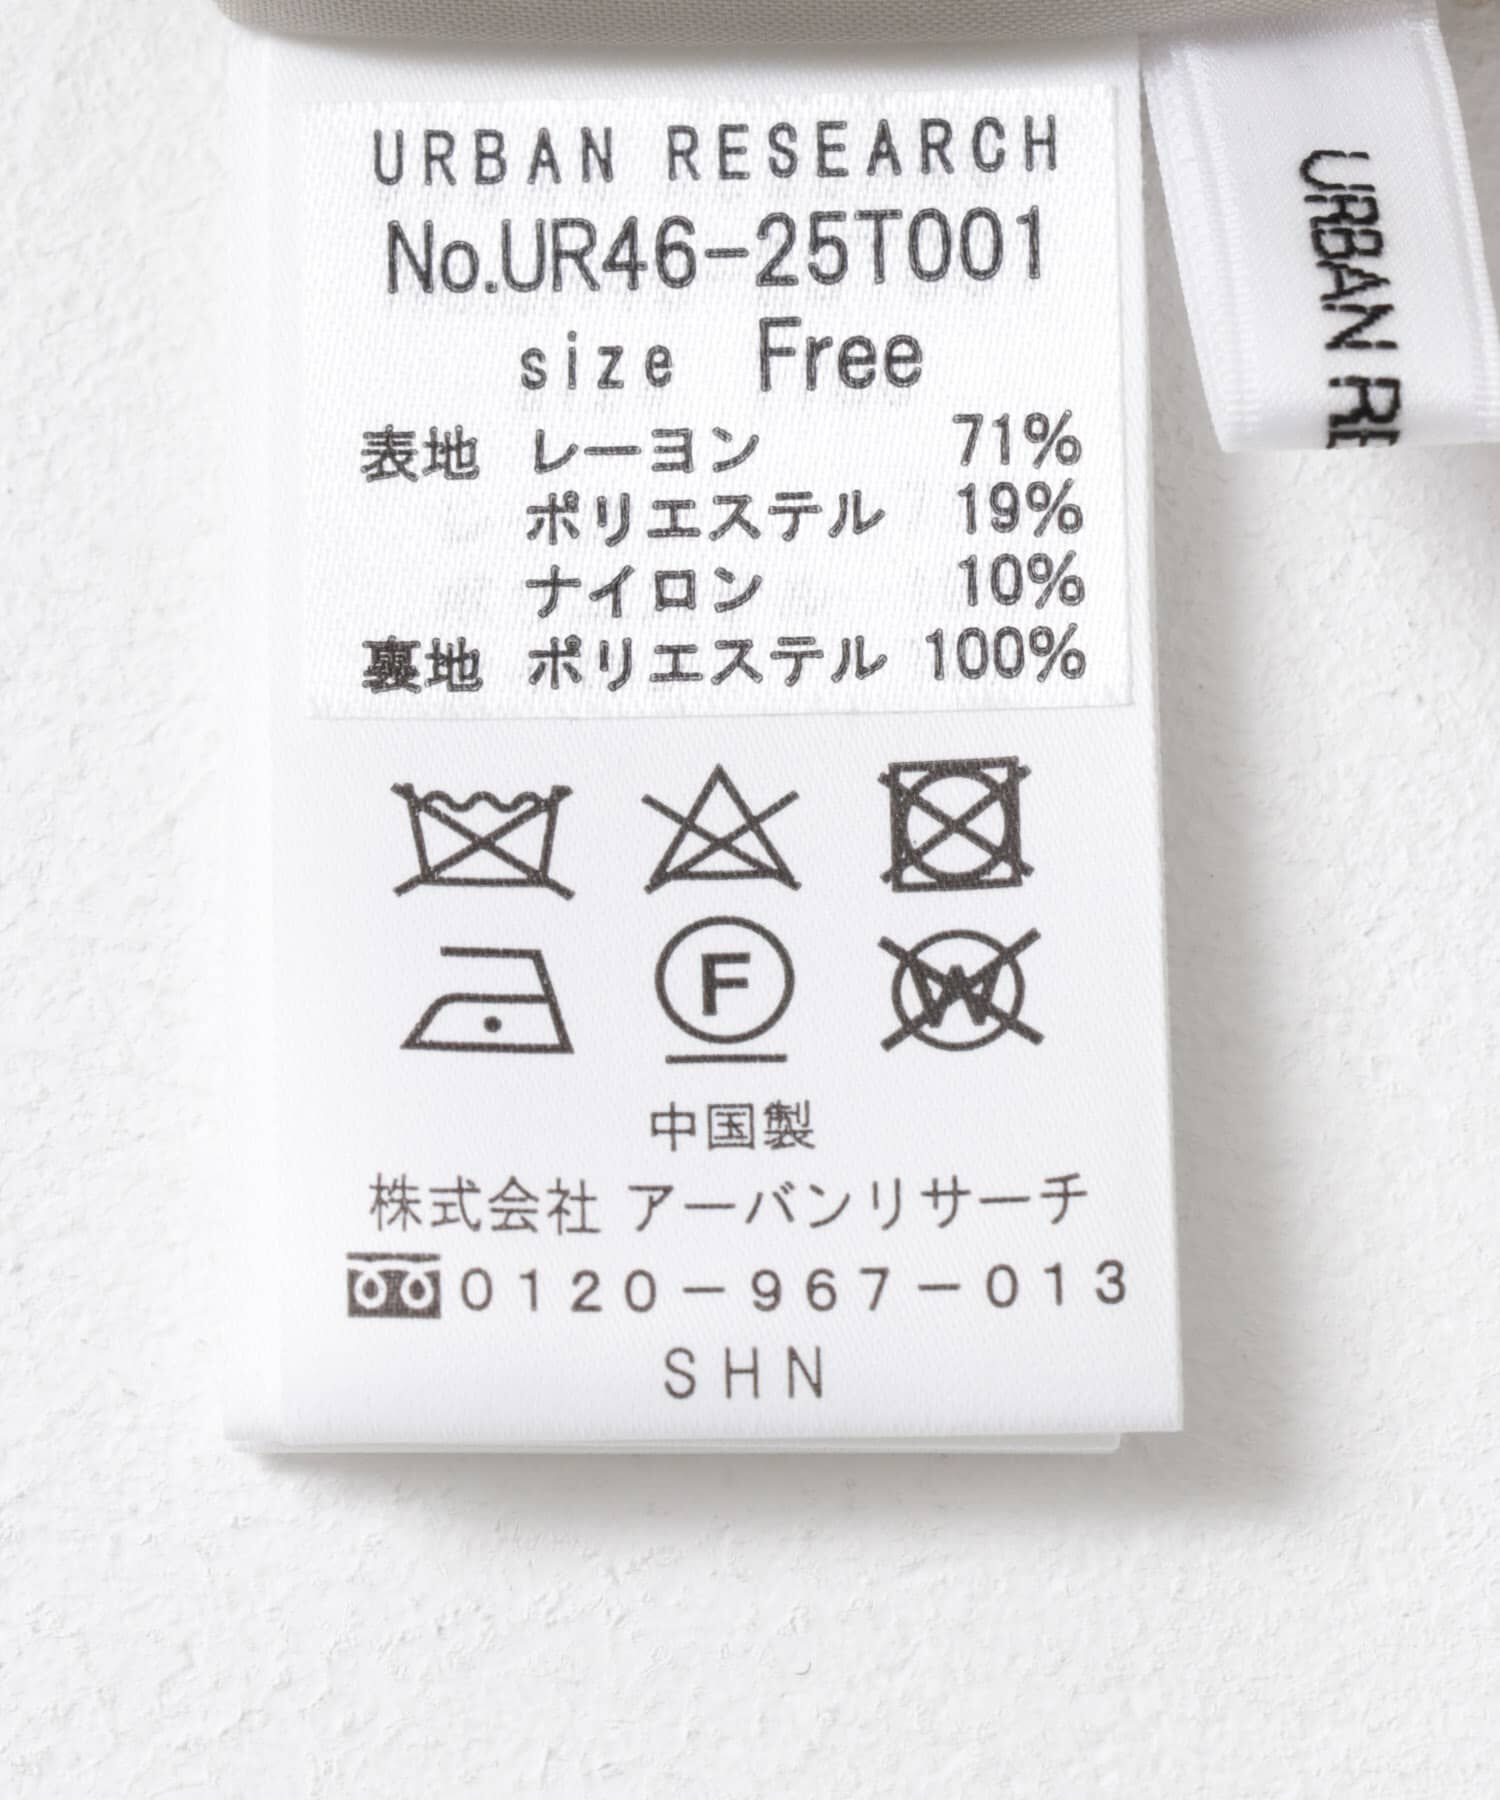 URBAN RESEARCH
No.UR46-25T001
size Free
表地 レーヨン 71%
ポリエステル 19%
ナイロン 10%
裏地 ポリエステル 100%
F
W
中国製
株式会社 アーバンリサーチ
0120-967-013
SHN
URBAN RE